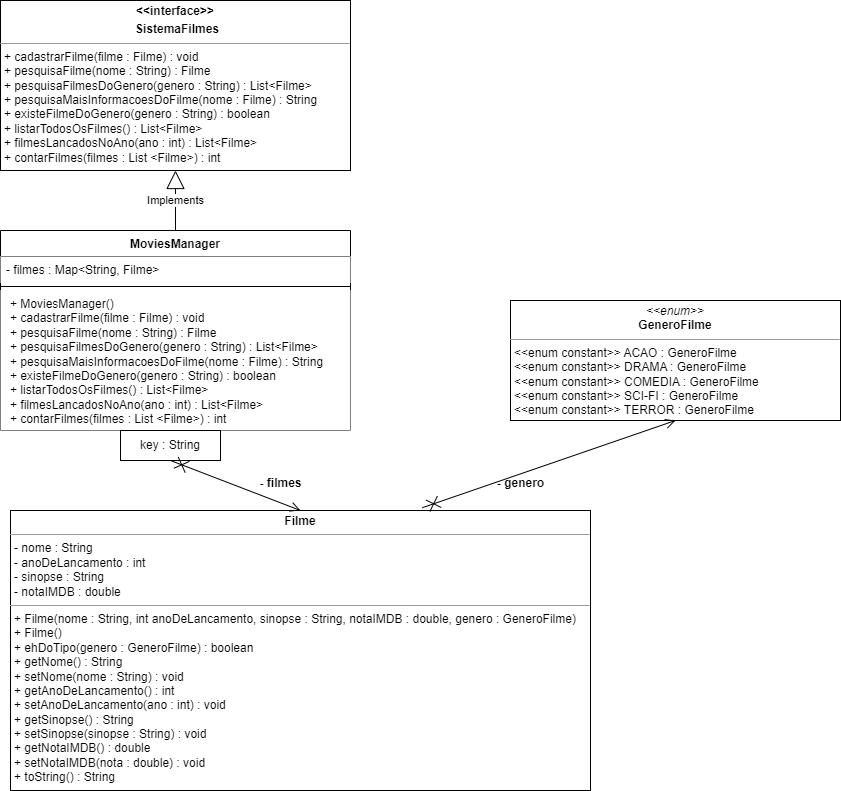 <<interface>>
SistemaFilmes
+ cadastrarFilme(filme : Filme) : void
+ pesquisaFilme(nome : String) : Filme
+ pesquisaFilmesDoGenero(genero : String) : List<Filme>
+ pesquisaMaisInformacoesDoFilme(nome : Filme) : String
+ existeFilmeDoGenero(genero : String) : boolean
+ listarTodosOsFilmes() : List<Filme>
+ filmesLancadosNoAno(ano : int) : List<Filme>
+ contarFilmes(filmes : List <Filme>) : int
Implements
MoviesManager
- filmes : Map<String, Filme>
+ MoviesManager()
+ cadastrarFilme(filme : Filme) : void
+ pesquisaFilme(nome : String) : Filme
+ pesquisaFilmesDoGenero(genero : String) : List<Filme>
+ pesquisaMaisInformacoesDoFilme(nome : Filme) : String
+ existeFilmeDoGenero(genero : String) : boolean
+ listarTodosOsFilmes() : List<Filme>
+ filmesLancadosNoAno(ano : int) : List<Filme>
+ contarFilmes(filmes : List <Filme>) : int
key : String
<<enum>>
GeneroFilme
<<enum constant>> ACAO : GeneroFilme
<<enum constant>> DRAMA : GeneroFilme
<<enum constant>> COMEDIA : GeneroFilme
<<enum constant>> SCI-FI : GeneroFilme
<<enum constant>> TERROR : GeneroFilme
- filmes
- genero
Filme
- nome : String
- anoDeLancamento : int
- sinopse : String
- notaIMDB : double
+ Filme(nome : String, int anoDeLancamento, sinopse : String, notaIMDB : double, genero : GeneroFilme)
+ Filme()
+ ehDoTipo(genero : GeneroFilme) : boolean
+ getNome() : String
+ setNome(nome : String) : void
+ getAnoDeLancamento() : int
+ setAnoDeLancamento(ano : int) : void
+ getSinopse() : String
+ setSinopse(sinopse : String) : void
+ getNotaIMDB() : double
+ setNotaIMDB(nota : double) : void
+ toString() : String